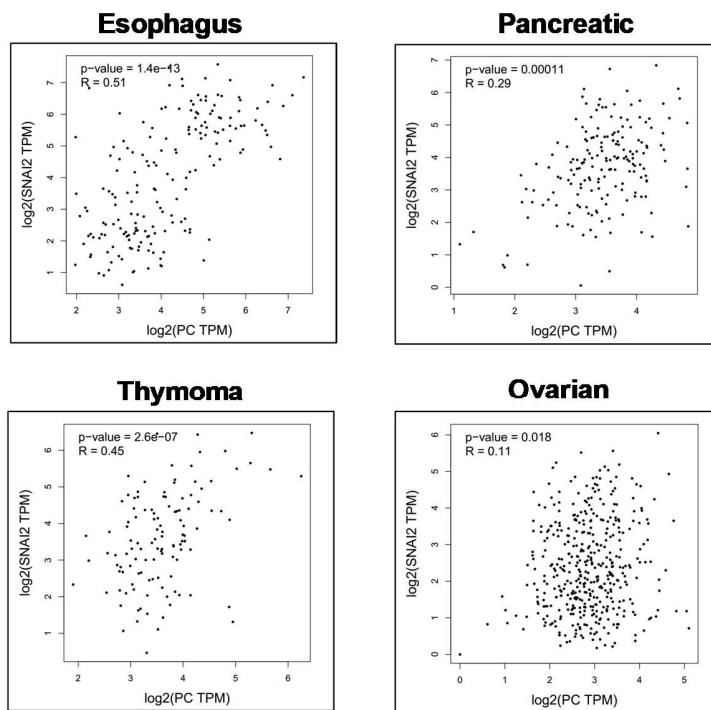 Esophagus
p-value = 1.4e-13
R = 0.51
log2(SNAI2 TPM)
7
6
5
4
3
2
1
2 3 4 5 6 7
log2(PC TPM)
Pancreatic
p-value = 0.00011
R = 0.29
log2(SNAI2 TPM)
7
6
5
4
3
2
1
0
1 2 3 4
log2(PC TPM)
Thymoma
p-value = 2.6e-07
R = 0.45
log2(SNAI2 TPM)
6
5
4
3
2
1
2 3 4 5 6
log2(PC TPM)
Ovarian
p-value = 0.018
R = 0.11
log2(SNAI2 TPM)
6
5
4
3
2
1
0
0 1 2 3 4 5
log2(PC TPM)